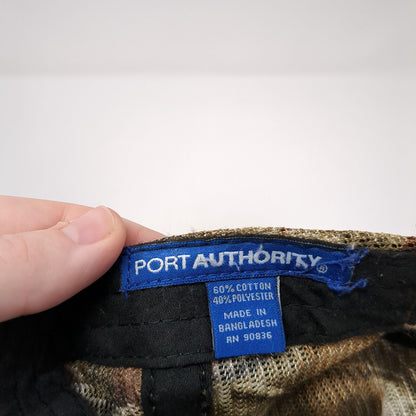 PORT AUTHORITY®
60% COTTON
40% POLYESTER
MADE IN
BANGLADESH
RN 90836